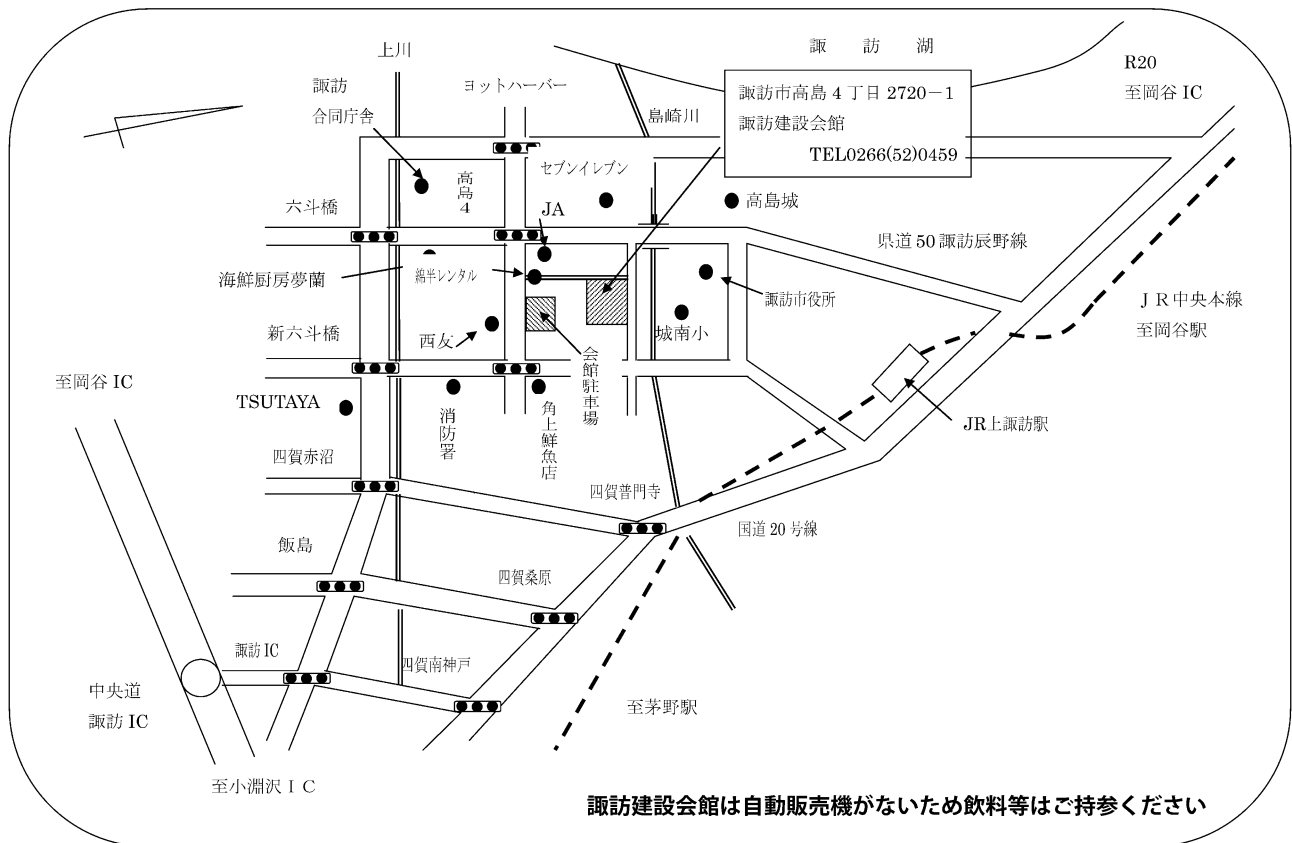 上川
諏訪湖
R20
至岡谷 IC
諏訪
合同庁舎
ヨットハーバー
島崎川
諏訪市高島４丁目 2720－1
諏訪建設会館
TEL0266(52)0459
セブンイレブン
高島４
六斗橋
JA
高島城
県道 50 諏訪辰野線
海鮮厨房夢蘭
綿半レンタル
諏訪市役所
ＪＲ中央本線
至岡谷駅
新六斗橋
西友
城南小
会館駐車場
至岡谷 IC
TSUTAYA
消防署
角上鮮魚店
JR上諏訪駅
四賀赤沼
四賀普門寺
国道 20 号線
飯島
四賀桑原
諏訪 IC
四賀南神戸
中央道
諏訪 IC
至茅野駅
至小淵沢ＩＣ
諏訪建設会館は自動販売機がないため飲料等はご持参ください